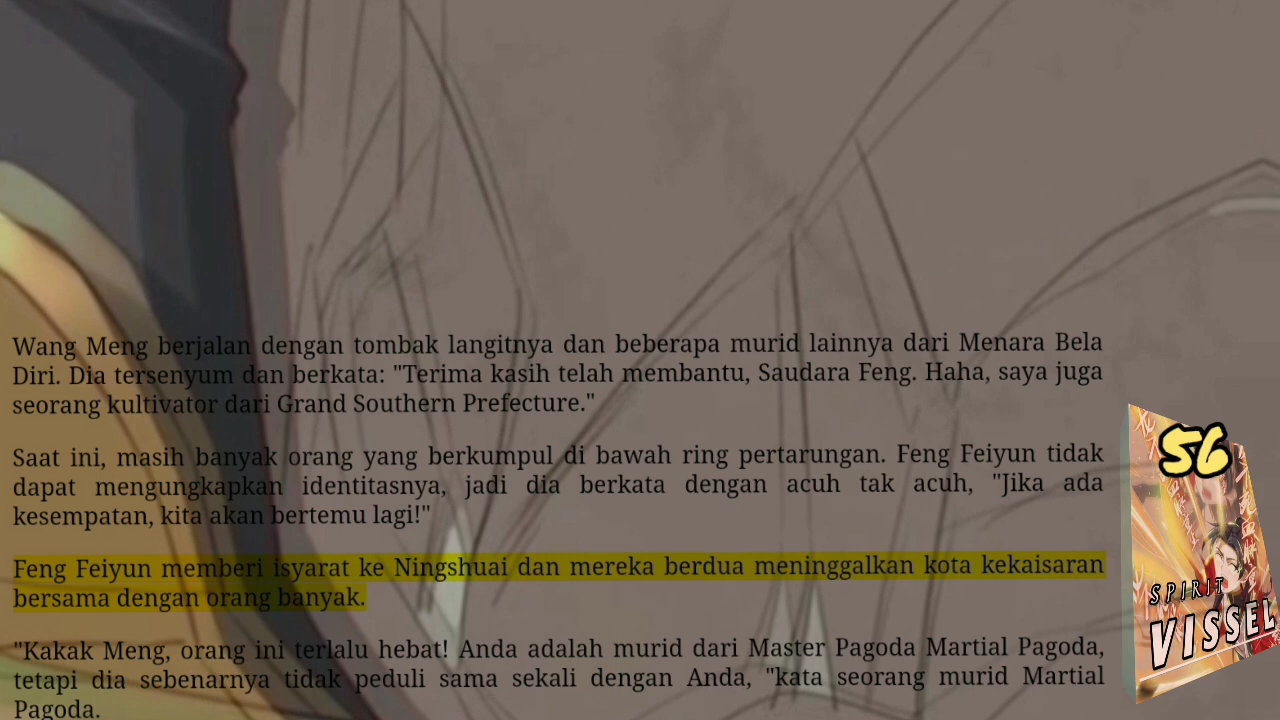 Wang Meng berjalan dengan tombak langitnya dan beberapa murid lainnya dari Menara Bela
Diri. Dia tersenyum dan berkata: "Terima kasih telah membantu, Saudara Feng. Haha, saya juga
seorang kultivator dari Grand Southern Prefecture."
Saat ini, masih banyak orang yang berkumpul di bawah ring pertarungan. Feng Feiyun tidak
dapat mengungkapkan identitasnya, jadi dia berkata dengan acuh tak acuh, "Jika ada
kesempatan, kita akan bertemu lagi!"
Feng Feiyun memberi isyarat ke Ningshuai dan mereka berdua meninggalkan kota kekaisaran
bersama dengan orang banyak.
"Kakak Meng, orang ini terlalu hebat! Anda adalah murid dari Master Pagoda Martial Pagoda,
tetapi dia sebenarnya tidak peduli sama sekali dengan Anda, "kata seorang murid Martial
Pagoda.
56
SPIRIT
VISSEL